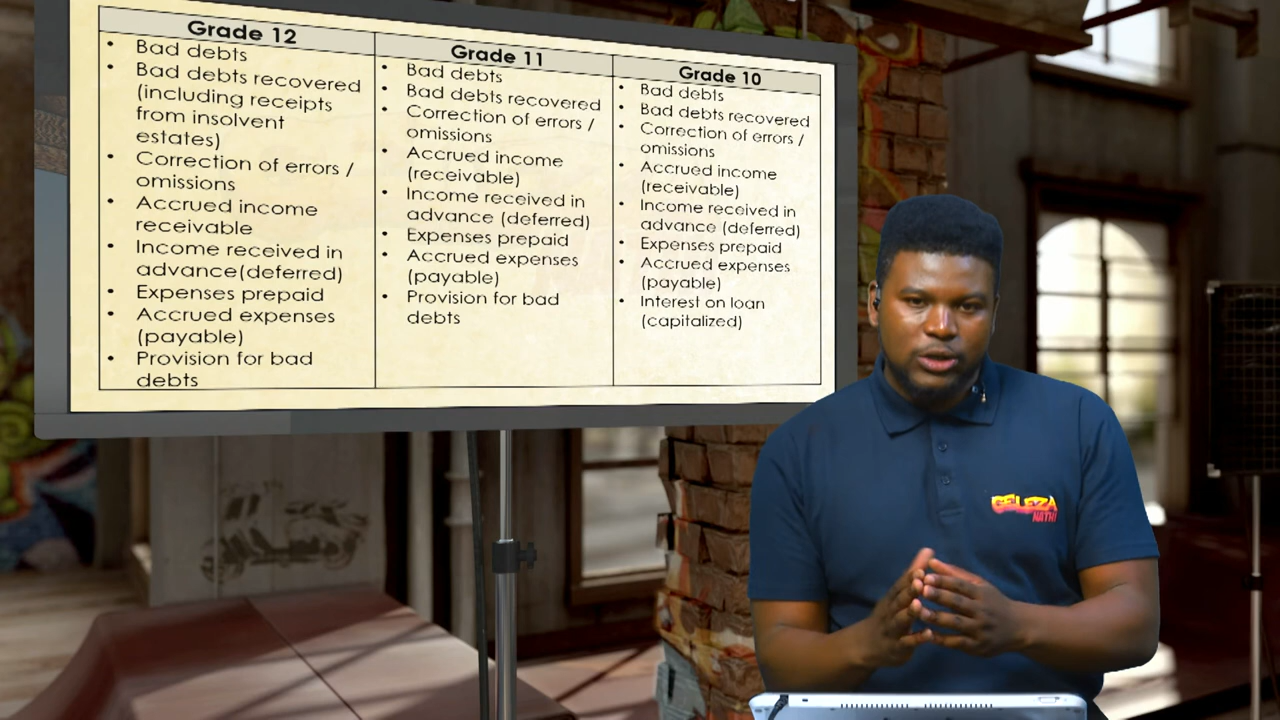 Grade 12
• Bad debts
• Bad debts recovered
(including receipts
from insolvent
estates)
• Correction of errors /
omissions
• Accrued income
receivable
• Income received in
advance(deferred)
• Expenses prepaid
• Accrued expenses
(payable)
• Provision for bad
debts
Grade 11
• Bad debts
• Bad debts recovered
• Correction of errors /
omissions
• Accrued income
(receivable)
• Income received in
advance (deferred)
• Expenses prepaid
• Accrued expenses
(payable)
• Provision for bad
debts
Grade 10
• Bad debts
• Bad debts recovered
• Correction of errors /
omissions
• Accrued income
(receivable)
• Income received in
advance (deferred)
• Expenses prepaid
• Accrued expenses
(payable)
• Interest on loan
(capitalized)
GELEZA
NATHI